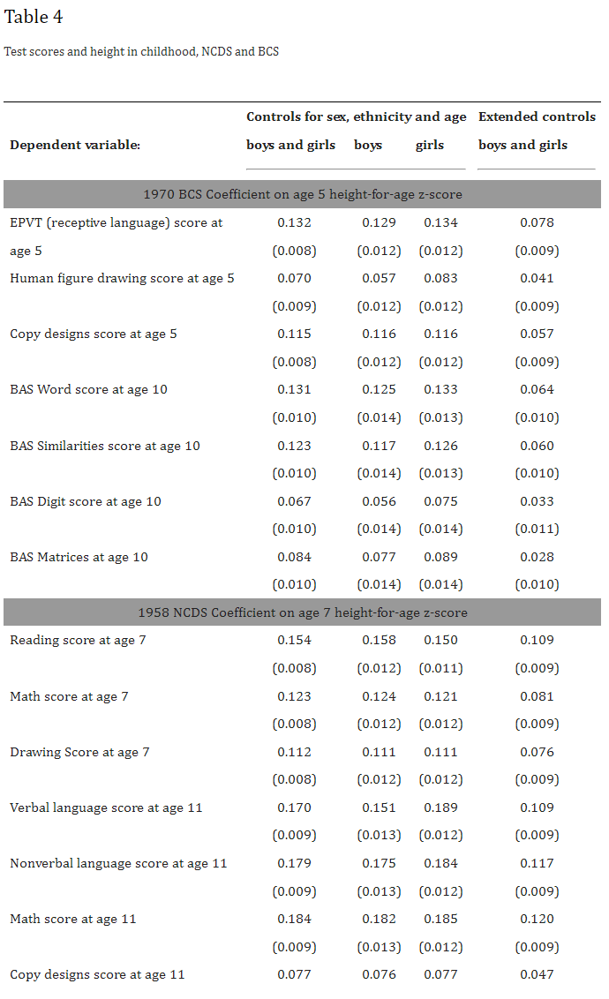 Table 4
Test scores and height in childhood, NCDS and BCS
Controls for sex, ethnicity and age Extended controls
Dependent variable: boys and girls boys girls boys and girls
1970 BCS Coefficient on age 5 height-for-age z-score
EPVT (receptive language) score at 0.132 0.129 0.134 0.078
age 5 (0.008) (0.012) (0.012) (0.009)
Human figure drawing score at age 5 0.070 0.057 0.083 0.041
(0.009) (0.012) (0.012) (0.009)
Copy designs score at age 5 0.115 0.116 0.116 0.057
(0.008) (0.012) (0.012) (0.009)
BAS Word score at age 10 0.131 0.125 0.133 0.064
(0.010) (0.014) (0.013) (0.010)
BAS Similarities score at age 10 0.123 0.117 0.126 0.060
(0.010) (0.014) (0.013) (0.010)
BAS Digit score at age 10 0.067 0.056 0.075 0.033
(0.010) (0.014) (0.014) (0.011)
BAS Matrices at age 10 0.084 0.077 0.089 0.028
(0.010) (0.014) (0.014) (0.010)
1958 NCDS Coefficient on age 7 height-for-age z-score
Reading score at age 7 0.154 0.158 0.150 0.109
(0.008) (0.012) (0.011) (0.009)
Math score at age 7 0.123 0.124 0.121 0.081
(0.008) (0.012) (0.012) (0.009)
Drawing Score at age 7 0.112 0.111 0.111 0.076
(0.008) (0.012) (0.012) (0.009)
Verbal language score at age 11 0.170 0.151 0.189 0.109
(0.009) (0.013) (0.012) (0.009)
Nonverbal language score at age 11 0.179 0.175 0.184 0.117
(0.009) (0.013) (0.012) (0.009)
Math score at age 11 0.184 0.182 0.185 0.120
(0.009) (0.013) (0.012) (0.009)
Copy designs score at age 11 0.077 0.076 0.077 0.047